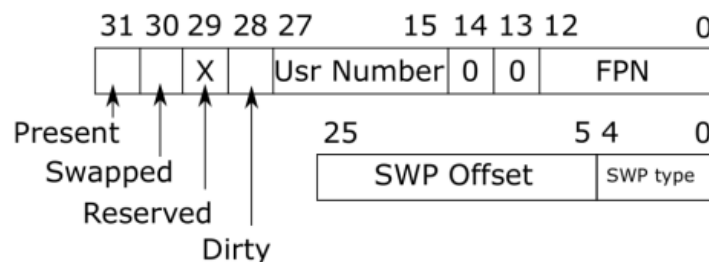 31 30 29 28 27 15 14 13 12 0
X Usr Number 0 0 FPN
Present
25 5 4 0
Swapped
SWP Offset SWP type
Reserved
Dirty